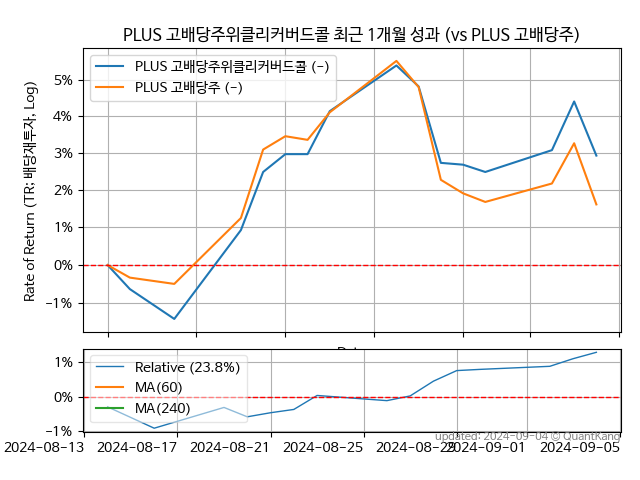 PLUS 고배당주위클리커버드콜 최근 1개월 성과 (vs PLUS 고배당주)
PLUS 고배당주위클리커버드콜 (-)
PLUS 고배당주 (-)
Rate of Return (TR: 배당재투자, Log)
5%
4%
3%
2%
1%
0%
-1%
Relative (23.8%)
MA(60)
MA(240)
1%
0%
-1%
updated: 2024-09-04 © QuantKang
2024-08-13 2024-08-17 2024-08-21 2024-08-25 2024-08-29 2024-09-01 2024-09-05